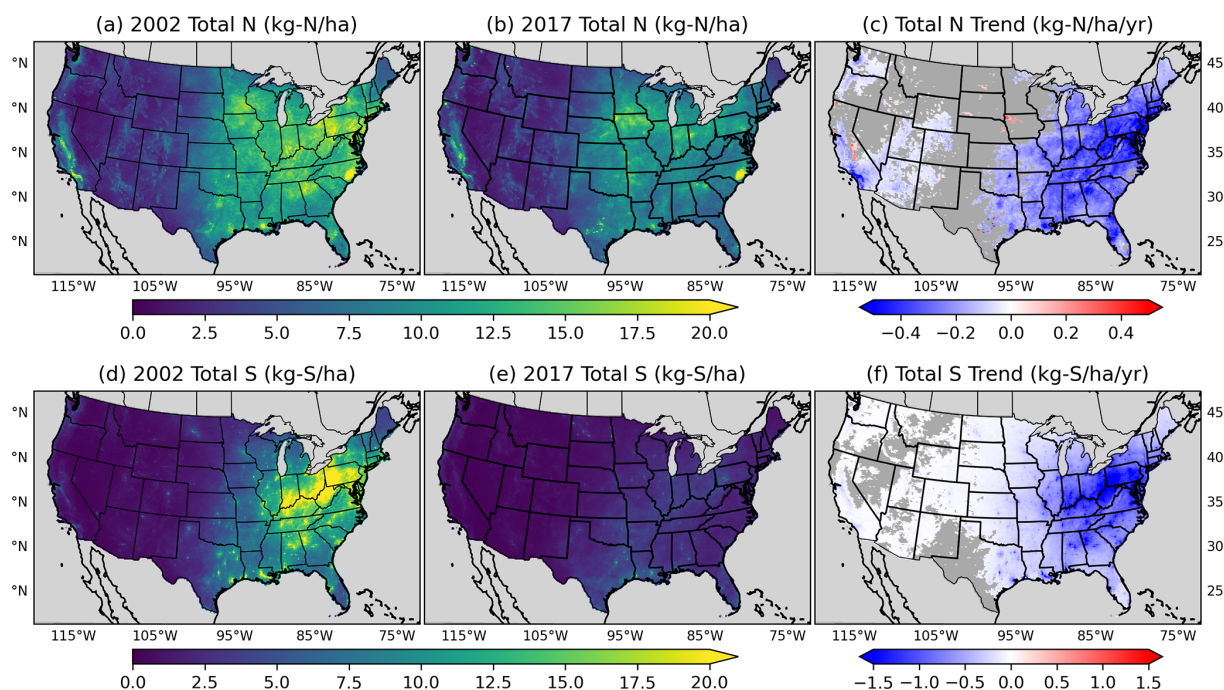 (a) 2002 Total N (kg-N/ha) (b) 2017 Total N (kg-N/ha) (c) Total N Trend (kg-N/ha/yr)
°N °N 45
°N °N 40
°N °N 35
°N °N 30
°N °N 25
115°W 105°W 95°W 85°W 75°W 115°W 105°W 95°W 85°W 75°W 115°W 105°W 95°W 85°W 75°W
0.0 2.5 5.0 7.5 10.0 12.5 15.0 17.5 20.0 −0.4 −0.2 0.0 0.2 0.4
(d) 2002 Total S (kg-S/ha) (e) 2017 Total S (kg-S/ha) (f) Total S Trend (kg-S/ha/yr)
°N °N 45
°N °N 40
°N °N 35
°N °N 30
°N °N 25
115°W 105°W 95°W 85°W 75°W 115°W 105°W 95°W 85°W 75°W 115°W 105°W 95°W 85°W 75°W
0.0 2.5 5.0 7.5 10.0 12.5 15.0 17.5 20.0 −1.5 −1.0 −0.5 0.0 0.5 1.0 1.5